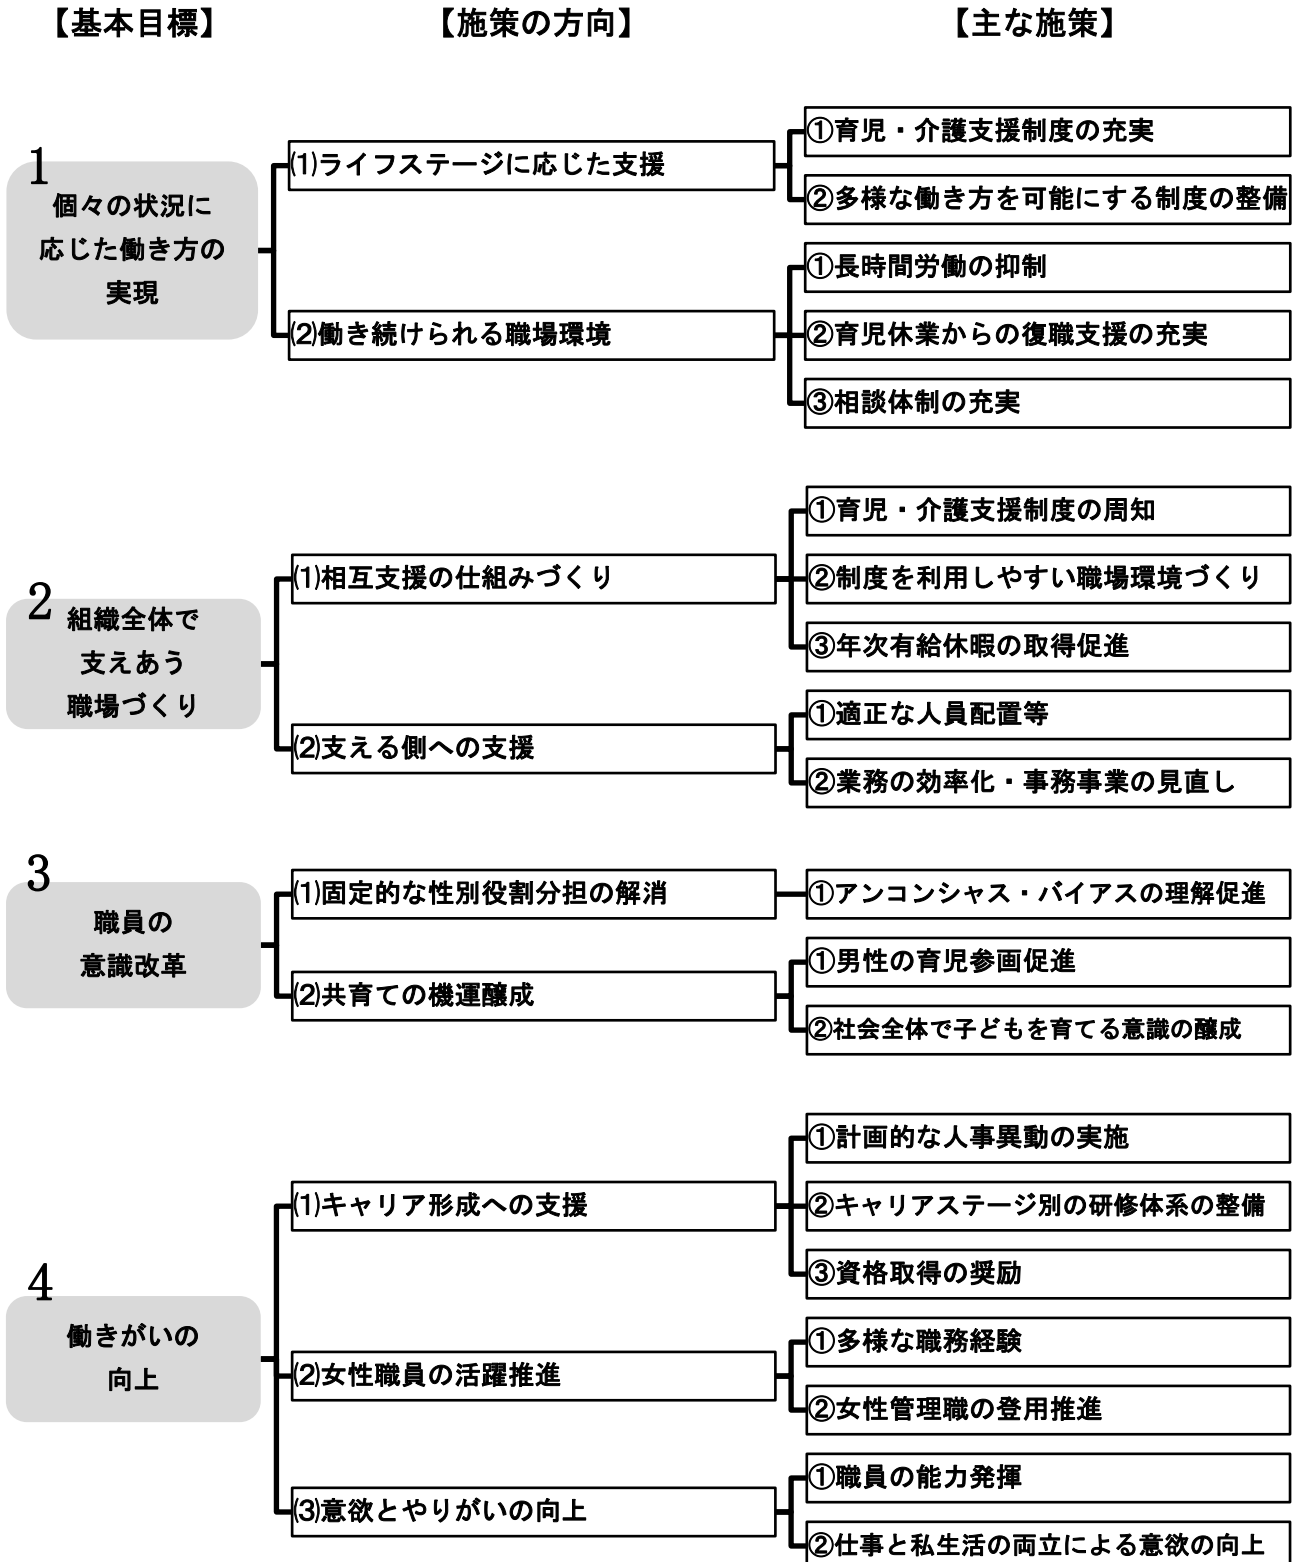 【基本目標】
【施策の方向】
【主な施策】
1
個々の状況に
応じた働き方の
実現
⑴ライフステージに応じた支援
①育児・介護支援制度の充実
②多様な働き方を可能にする制度の整備
⑵働き続けられる職場環境
①長時間労働の抑制
②育児休業からの復職支援の充実
③相談体制の充実
2
組織全体で
支えあう
職場づくり
⑴相互支援の仕組みづくり
①育児・介護支援制度の周知
②制度を利用しやすい職場環境づくり
③年次有給休暇の取得促進
⑵支える側への支援
①適正な人員配置等
②業務の効率化・事務事業の見直し
3
職員の
意識改革
⑴固定的な性別役割分担の解消
①アンコンシャス・バイアスの理解促進
⑵共育ての機運醸成
①男性の育児参画促進
②社会全体で子どもを育てる意識の醸成
4
働きがいの
向上
⑴キャリア形成への支援
①計画的な人事異動の実施
②キャリアステージ別の研修体系の整備
③資格取得の奨励
⑵女性職員の活躍推進
①多様な職務経験
②女性管理職の登用推進
⑶意欲とやりがいの向上
①職員の能力発揮
②仕事と私生活の両立による意欲の向上